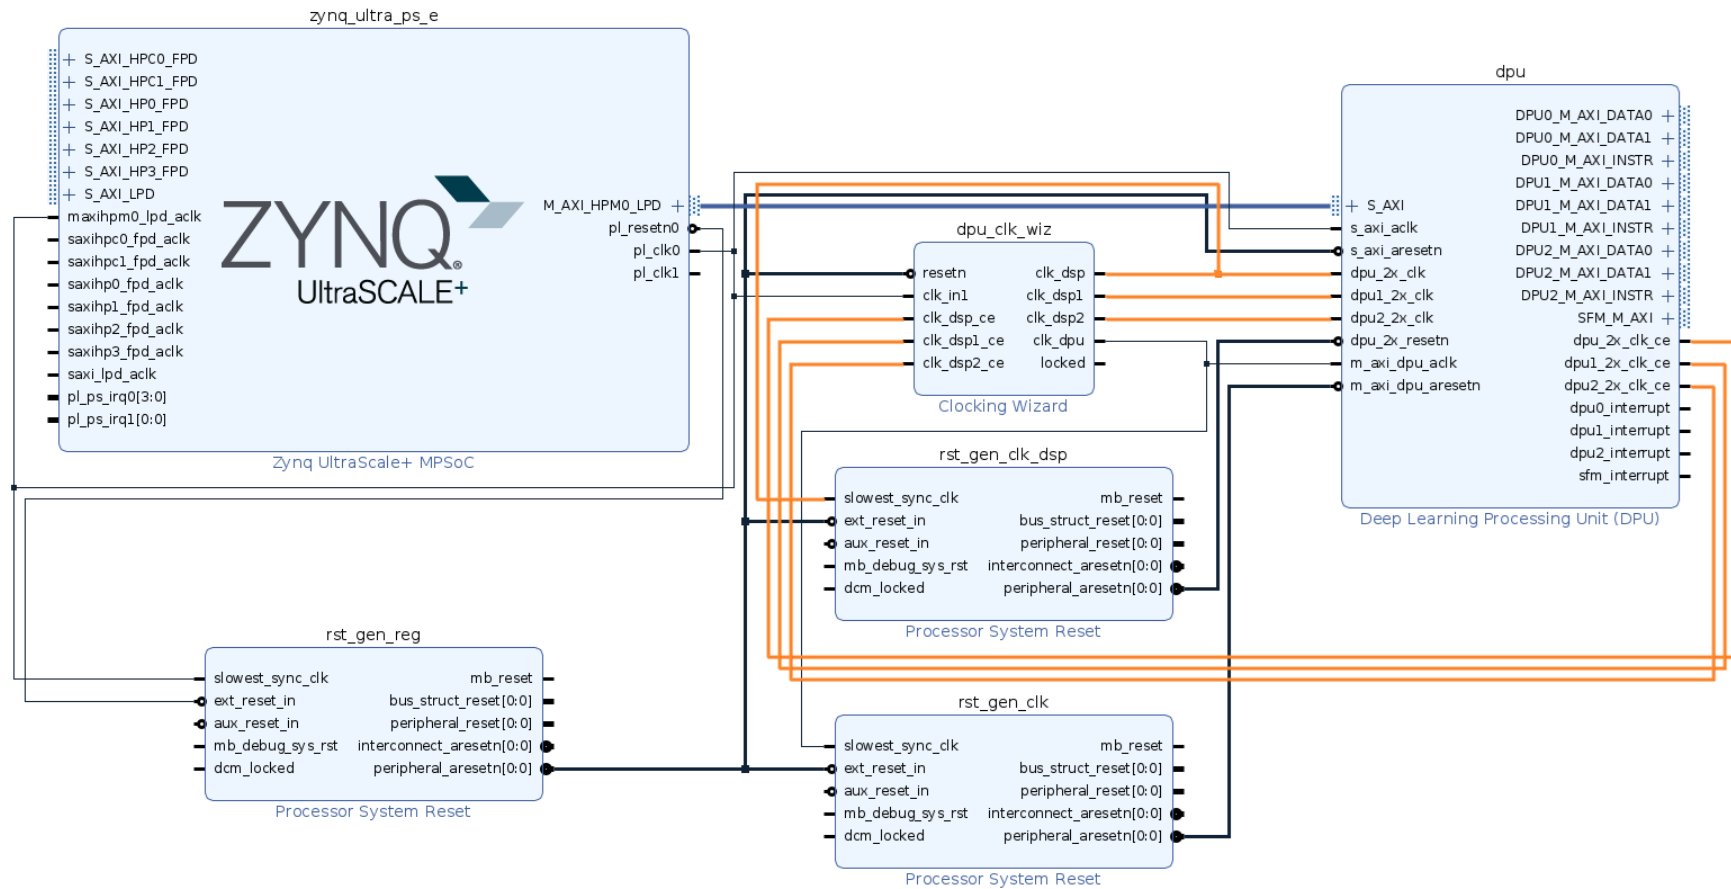 zynq_ultra_ps_e
S_AXI_HPC0_FPD
S_AXI_HPC1_FPD
S_AXI_HP0_FPD
S_AXI_HP1_FPD
S_AXI_HP2_FPD
S_AXI_HP3_FPD
S_AXI_LPD
maxihpm0_lpd_aclk
saxihpc0_fpd_aclk
saxihpc1_fpd_aclk
saxihp0_fpd_aclk
saxihp1_fpd_aclk
saxihp2_fpd_aclk
saxihp3_fpd_aclk
saxi_lpd_aclk
pl_ps_irq0[3:0]
pl_ps_irq1[0:0]
ZYNQ
UltraSCALE+
M_AXI_HPM0_LPD
pl_resetn0
pl_clk0
pl_clk1
Zynq UltraScale+ MPSoC
dpu_clk_wiz
resetn
clk_in1
clk_dsp_ce
clk_dsp1_ce
clk_dsp2_ce
clk_dsp
clk_dsp1
clk_dsp2
clk_dpu
locked
Clocking Wizard
dpu
S_AXI
s_axi_aclk
s_axi_aresetn
dpu_2x_clk
dpu1_2x_clk
dpu2_2x_clk
dpu_2x_resetn
m_axi_dpu_aclk
m_axi_dpu_aresetn
DPU0_M_AXI_DATA0
DPU0_M_AXI_DATA1
DPU0_M_AXI_INSTR
DPU1_M_AXI_DATA0
DPU1_M_AXI_DATA1
DPU1_M_AXI_INSTR
DPU2_M_AXI_DATA0
DPU2_M_AXI_DATA1
DPU2_M_AXI_INSTR
SFM_M_AXI
dpu_2x_clk_ce
dpu1_2x_clk_ce
dpu2_2x_clk_ce
dpu0_interrupt
dpu1_interrupt
dpu2_interrupt
sfm_interrupt
Deep Learning Processing Unit (DPU)
rst_gen_clk_dsp
slowest_sync_clk
ext_reset_in
aux_reset_in
mb_debug_sys_rst
dcm_locked
mb_reset
bus_struct_reset[0:0]
peripheral_reset[0:0]
interconnect_aresetn[0:0]
peripheral_aresetn[0:0]
Processor System Reset
rst_gen_reg
slowest_sync_clk
ext_reset_in
aux_reset_in
mb_debug_sys_rst
dcm_locked
mb_reset
bus_struct_reset[0:0]
peripheral_reset[0:0]
interconnect_aresetn[0:0]
peripheral_aresetn[0:0]
Processor System Reset
rst_gen_clk
slowest_sync_clk
ext_reset_in
aux_reset_in
mb_debug_sys_rst
dcm_locked
mb_reset
bus_struct_reset[0:0]
peripheral_reset[0:0]
interconnect_aresetn[0:0]
peripheral_aresetn[0:0]
Processor System Reset